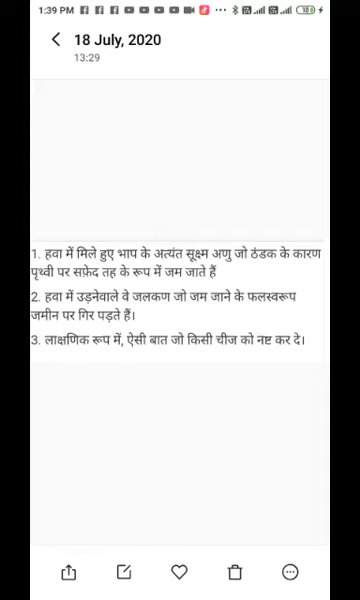 1:39 PM
18 July, 2020
13:29
1. हवा में मिले हुए भाप के अत्यंत सूक्ष्म अणु जो ठंडक के कारण
पृथ्वी पर सफ़ेद तह के रूप में जम जाते हैं
2. हवा में उड़नेवाले वे जलकण जो जम जाने के फलस्वरूप
जमीन पर गिर पड़ते हैं।
3. लाक्षणिक रूप में, ऐसी बात जो किसी चीज को नष्ट कर दे।